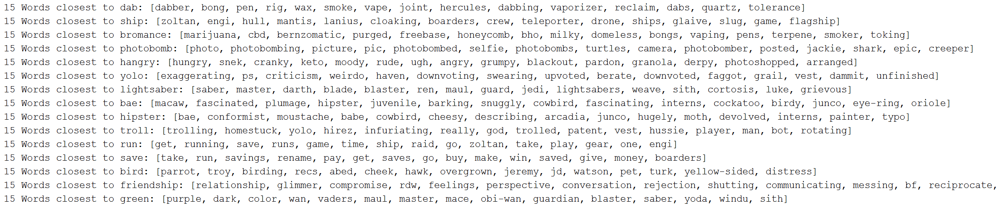 15 Words closest to dab: [dabber, bong, pen, rig, wax, smoke, vape, joint, hercules, dabbing, vaporizer, reclaim, dabs, quartz, tolerance]
15 Words closest to ship: [zoltan, engi, hull, mantis, lanius, cloaking, boarders, crew, teleporter, drone, ships, glaive, slug, game, flagship]
15 Words closest to bromance: [marijuana, cbd, bernzomatic, purged, freebase, honeycomb, bho, milky, domeless, bongs, vaping, pens, terpene, smoker, toking]
15 Words closest to photobomb: [photo, photobombing, picture, pic, photobombed, selfie, photobombs, turtles, camera, photobomber, posted, jackie, shark, epic, creeper]
15 Words closest to hangry: [hungry, snek, cranky, keto, moody, rude, ugh, angry, grumpy, blackout, pardon, granola, derpy, photoshopped, arranged]
15 Words closest to yolo: [exaggerating, ps, criticism, weirdo, haven, downvoting, swearing, upvoted, berate, downvoted, faggot, grail, vest, dammit, unfinished]
15 Words closest to lightsaber: [saber, master, darth, blade, blaster, ren, maul, guard, jedi, lightsabers, weave, sith, cortosis, luke, grievous]
15 Words closest to bae: [macaw, fascinated, plumage, hipster, juvenile, barking, snuggly, cowbird, fascinating, interns, cockatoo, birdy, junco, eye-ring, oriole]
15 Words closest to hipster: [bae, conformist, moustache, babe, cowbird, cheesy, describing, arcadia, junco, hugely, moth, devolved, interns, painter, typo]
15 Words closest to troll: [trolling, homestuck, yolo, hirez, infuriating, really, god, trolled, patent, vest, hussie, player, man, bot, rotating]
15 Words closest to run: [get, running, save, runs, game, time, ship, raid, go, zoltan, take, play, gear, one, engi]
15 Words closest to save: [take, run, savings, rename, pay, get, saves, go, buy, make, win, saved, give, money, boarders]
15 Words closest to bird: [parrot, troy, birding, recs, abed, cheek, hawk, overgrown, jeremy, jd, watson, pet, turk, yellow-sided, distress]
15 Words closest to friendship: [relationship, glimmer, compromise, rdw, feelings, perspective, conversation, rejection, shutting, communicating, messing, bf, reciprocate,
15 Words closest to green: [purple, dark, color, wan, vaders, maul, master, mace, obi-wan, guardian, blaster, saber, yoda, windu, sith]